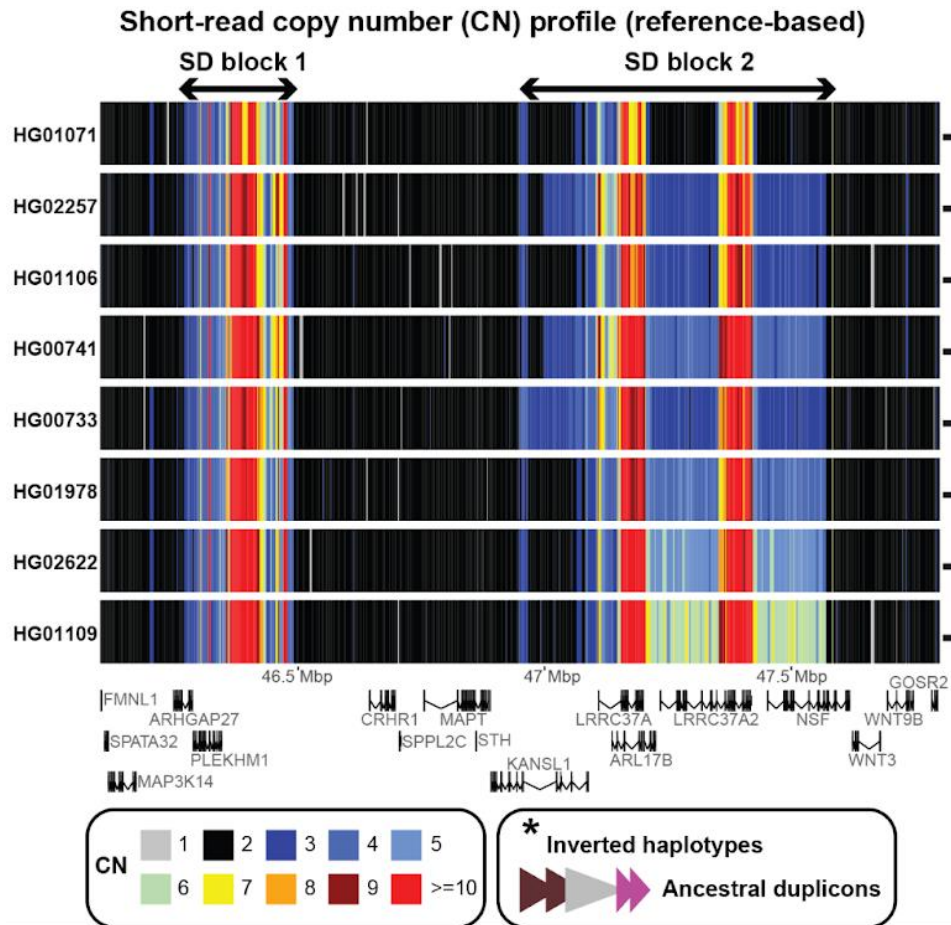 Short-read copy number (CN) profile (reference-based)
SD block 1 SD block 2
HG01071
HG02257
HG01106
HG00741
HG00733
HG01978
HG02622
HG01109
46.5 Mbp 47 Mbp 47.5 Mbp
GOSR2
FMNL1 ARHGAP27 CRHR1 MAPT LRRC37A LRRC37A2 NSF WNT9B
SPATA32 PLEKHM1 SPPL2C STH ARL17B WNT3
MAP3K14 KANSL1
CN 1 2 3 4 5
6 7 8 9 >=10
* Inverted haplotypes
Ancestral duplicons